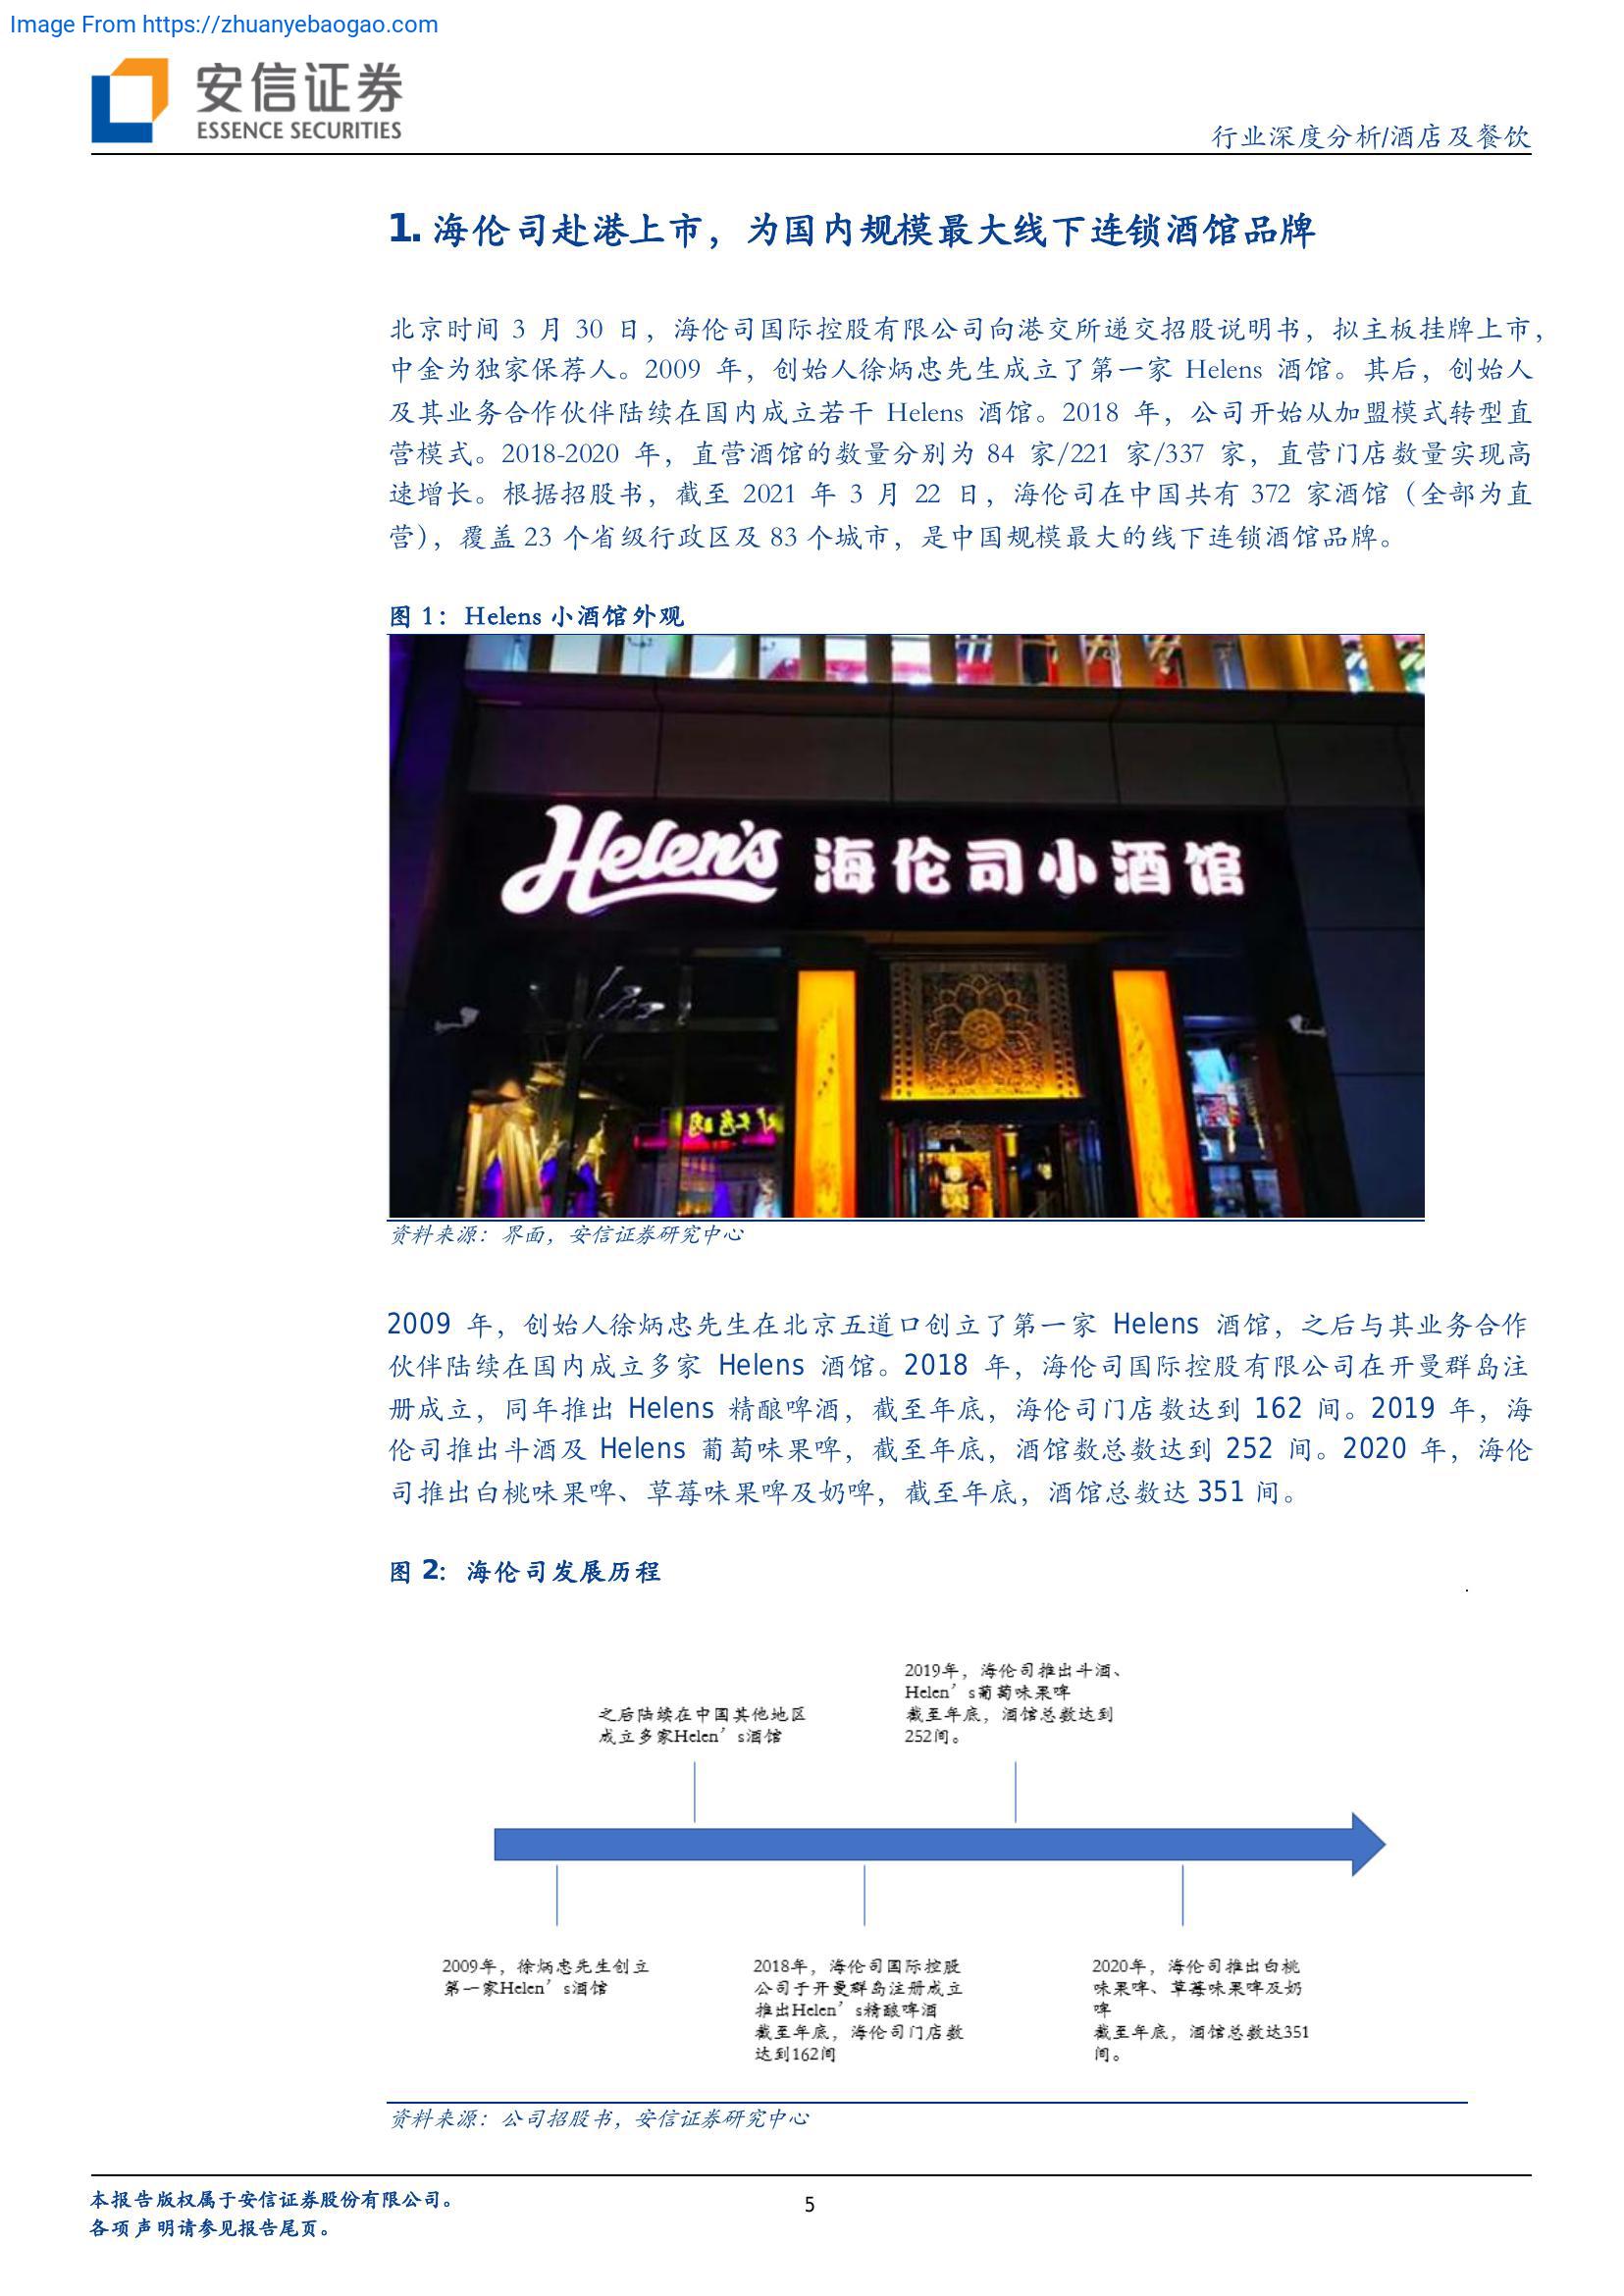 Image From https://zhuanyebaogao.com
安信证券
ESSENCE SECURITIES
行业深度分析/酒店及餐饮
1. 海伦司赴港上市，为国内规模最大线下连锁酒馆品牌
北京时间 3 月 30 日，海伦司国际控股有限公司向港交所递交招股说明书，拟主板挂牌上市，
中金为独家保荐人。2009 年，创始人徐炳忠先生成立了第一家 Helens 酒馆。其后，创始人
及其业务合作伙伴陆续在国内成立若干 Helens 酒馆。2018 年，公司开始从加盟模式转型直
营模式。2018-2020 年，直营酒馆的数量分别为 84 家/221 家/337 家，直营门店数量实现高
速增长。根据招股书，截至 2021 年 3 月 22 日，海伦司在中国共有 372 家酒馆（全部为直
营），覆盖 23 个省级行政区及 83 个城市，是中国规模最大的线下连锁酒馆品牌。
图 1：Helens 小酒馆外观
Helen's 海伦司小酒馆
资料来源：界面，安信证券研究中心
2009 年，创始人徐炳忠先生在北京五道口创立了第一家 Helens 酒馆，之后与其业务合作
伙伴陆续在国内成立多家 Helens 酒馆。2018 年，海伦司国际控股有限公司在开曼群岛注
册成立，同年推出 Helens 精酿啤酒，截至年底，海伦司门店数达到 162 间。2019 年，海
伦司推出斗酒及 Helens 葡萄味果啤，截至年底，酒馆数总数达到 252 间。2020 年，海伦
司推出白桃味果啤、草莓味果啤及奶啤，截至年底，酒馆总数达 351 间。
图 2：海伦司发展历程
之后陆续在中国其他地区
成立多家Helen’s酒馆
2019年，海伦司推出斗酒、
Helen’s葡萄味果啤
截至年底，酒馆总数达到
252间。
2009年，徐炳忠先生创立
第一家Helen’s酒馆
2018年，海伦司国际控股
公司于开曼群岛注册成立
推出Helen’s精酿啤酒
截至年底，海伦司门店数
达到162间
2020年，海伦司推出白桃
味果啤、草莓味果啤及奶
啤
截至年底，酒馆总数达351
间。
资料来源：公司招股书，安信证券研究中心
本报告版权属于安信证券股份有限公司。
各项声明请参见报告尾页。
5